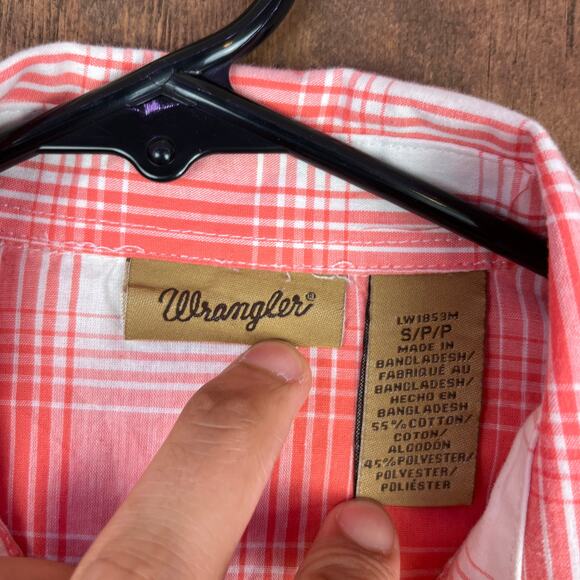 Wrangler®
LW1853M
S/P/P
MADE IN
BANGLADESH/
FABRIQUÉ AU
BANGLADESH/
HECHO EN
BANGLADESH
55% COTTON/
COTON/
ALGODÓN
45% POLYESTER/
POLYESTER/
POLIÉSTER